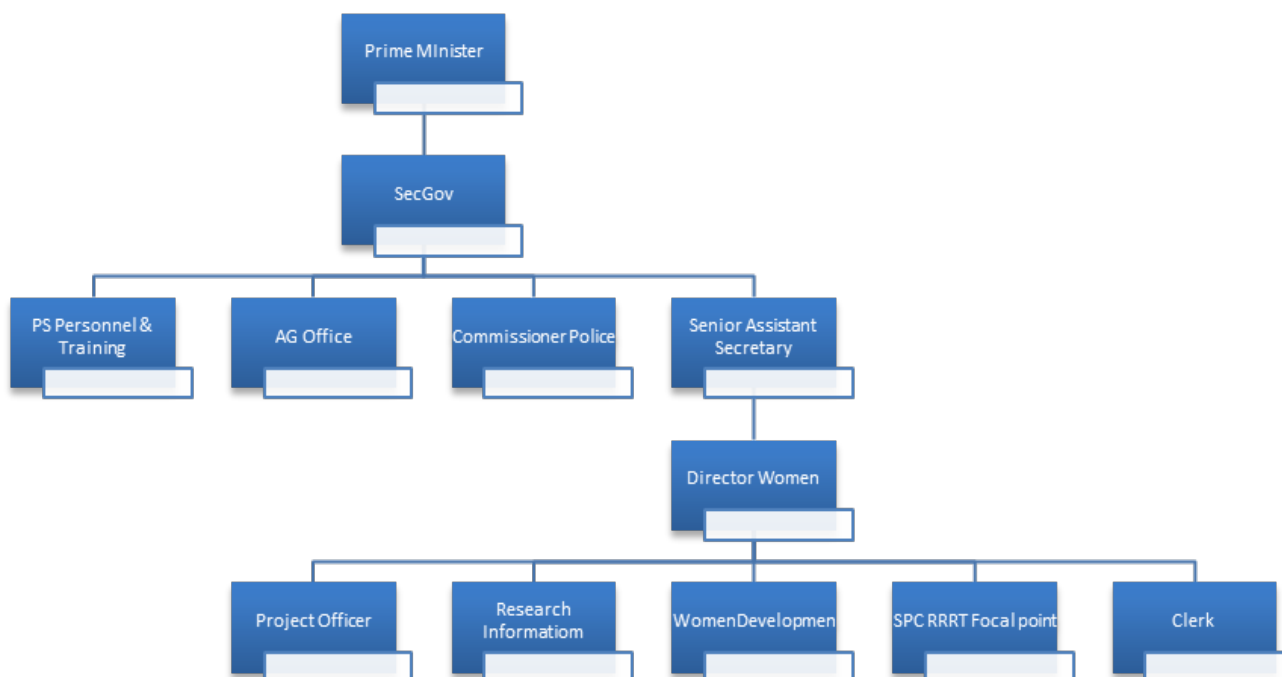 Prime MInister
SecGov
PS Personnel &
Training
AG Office
Commissioner Police
Senior Assistant
Secretary
Director Women
Project Officer
Research
Informatiom
WomenDevelopmen
SPC RRRT Focal point
Clerk